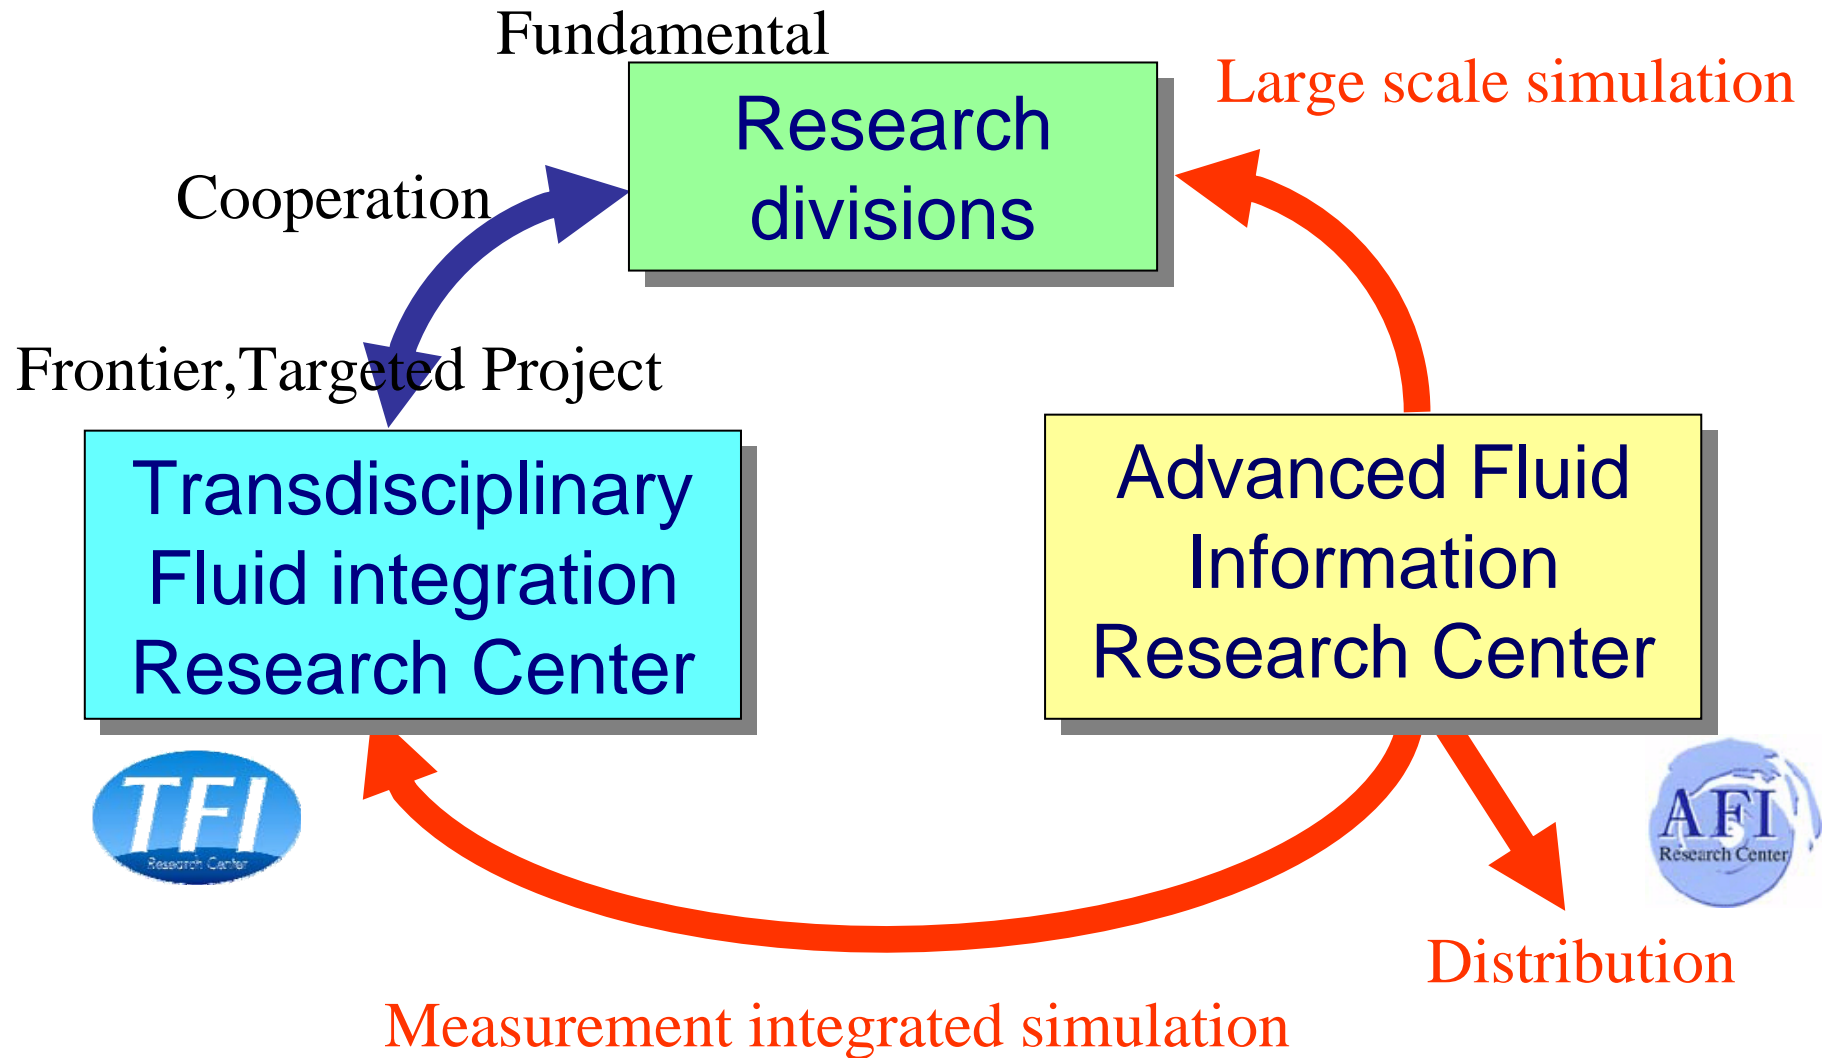 Fundamental
Large scale simulation
Research
divisions
Cooperation
Frontier,Targeted Project
Transdisciplinary
Fluid integration
Research Center
Advanced Fluid
Information
Research Center
TFI
Research Center
AFI
Research Center
Distribution
Measurement integrated simulation